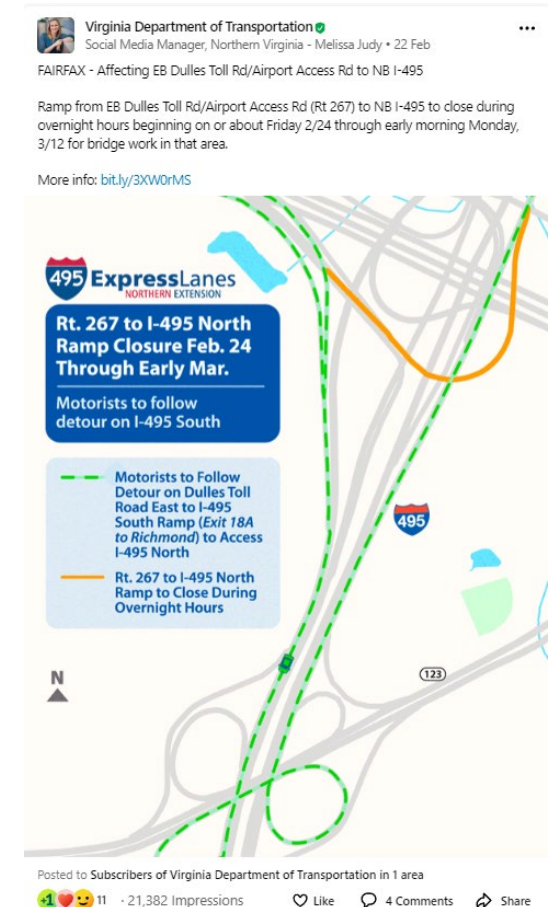 Virginia Department of Transportation
Social Media Manager, Northern Virginia - Melissa Judy • 22 Feb
FAIRFAX - Affecting EB Dulles Toll Rd/Airport Access Rd to NB I-495
Ramp from EB Dulles Toll Rd/Airport Access Rd (Rt 267) to NB I-495 to close during
overnight hours beginning on or about Friday 2/24 through early morning Monday,
3/12 for bridge work in that area.
More info: bit.ly/3XW0rMS
495 ExpressLanes
NORTHERN EXTENSION
Rt. 267 to I-495 North
Ramp Closure Feb. 24
Through Early Mar.
Motorists to follow
detour on I-495 South
Motorists to Follow
Detour on Dulles Toll
Road East to I-495
South Ramp (Exit 18A
to Richmond) to Access
I-495 North
Rt. 267 to I-495 North
Ramp to Close During
Overnight Hours
495
123
N
Posted to Subscribers of Virginia Department of Transportation in 1 area
+1 11 · 21,382 Impressions Like 4 Comments Share